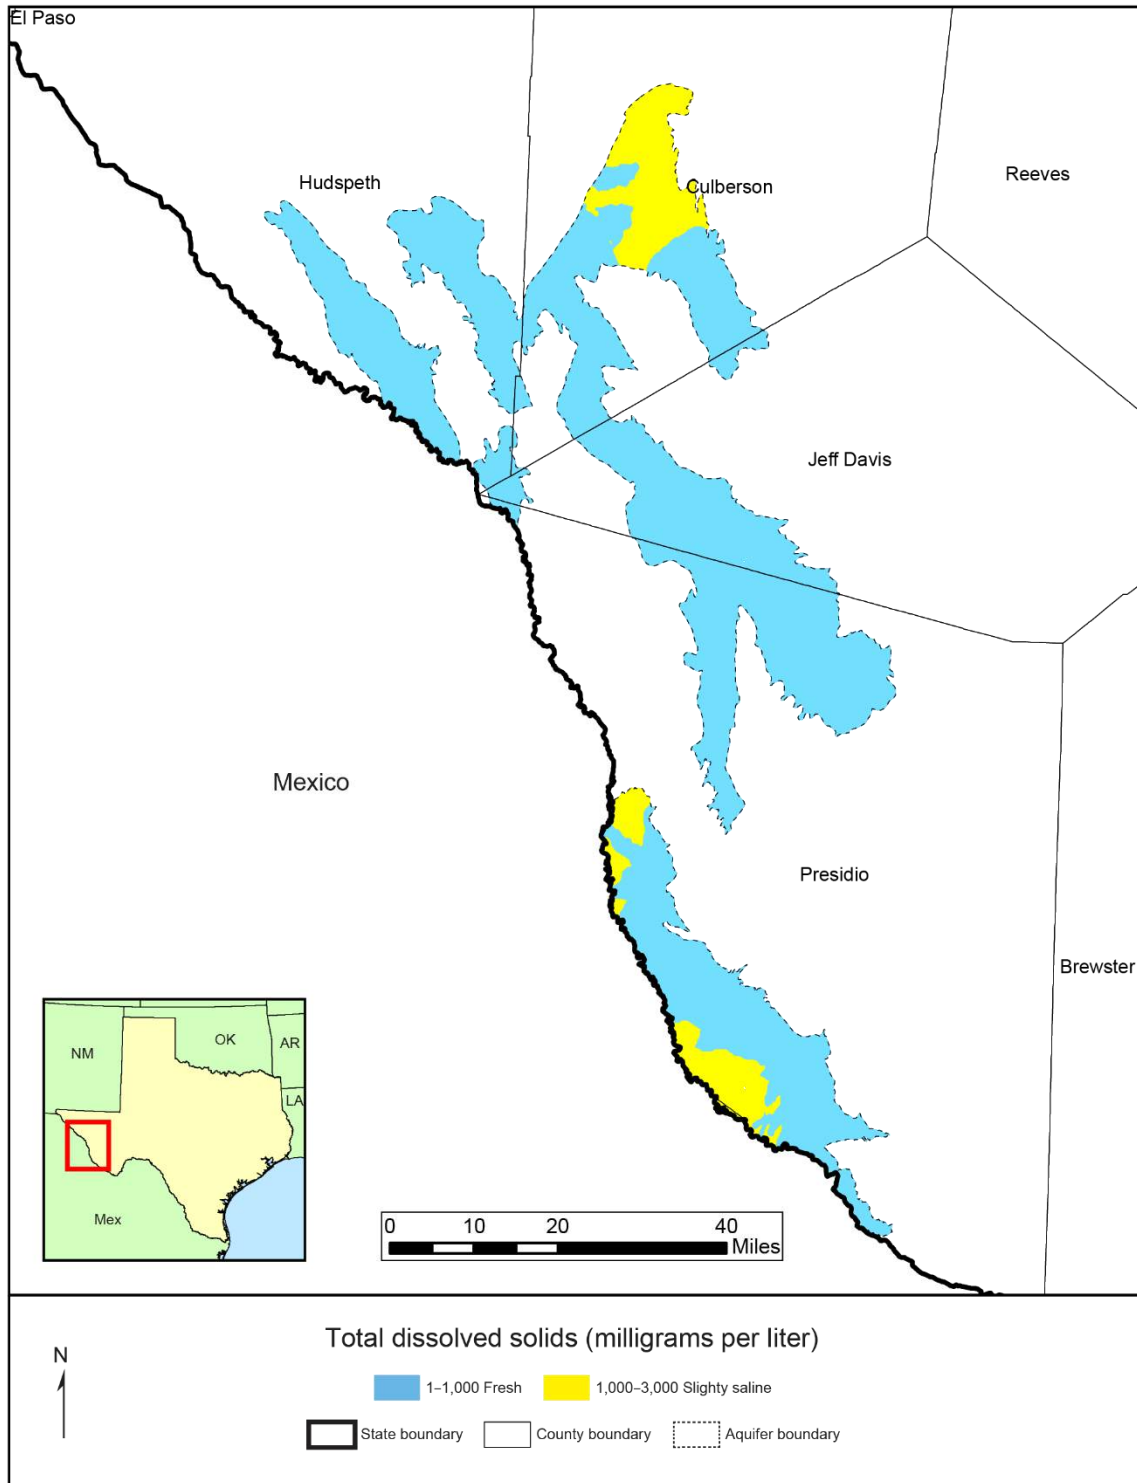 El Paso
Hudspeth
Culberson
Reeves
Jeff Davis
Mexico
Presidio
Brewster
NM
OK
AR
LA
Mex
0 10 20 40
Miles
N
Total dissolved solids (milligrams per liter)
1–1,000 Fresh
1,000–3,000 Slighty saline
State boundary
County boundary
Aquifer boundary